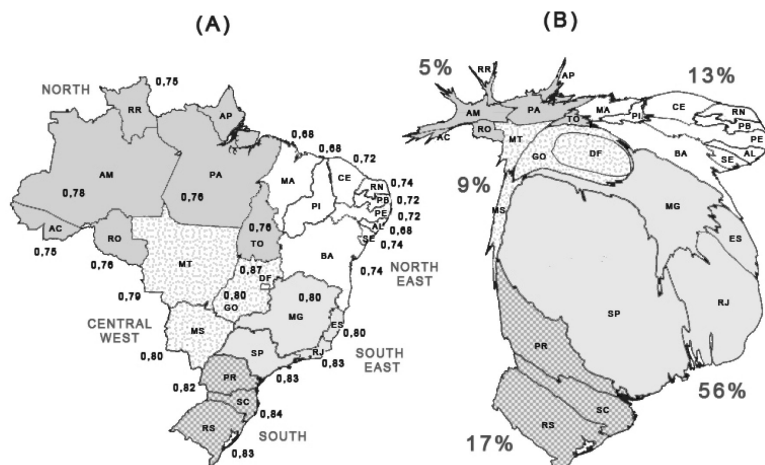 (A)
NORTH
0,75
RR
AP
0,68
0,68
0,72
AM
0,78
PA
0,76
MA
CE
PI
RN
0,74
PB
0,72
PE
0,72
AL
0,68
SE
0,74
AC
0,75
RO
0,76
TO
0,76
BA
0,74
NORTH
EAST
MT
0,79
0,87
DF
0,80
GO
0,80
MG
CENTRAL
WEST
MS
0,80
ES
0,80
SP
RJ
0,83
SOUTH
EAST
PR
0,82
0,83
SC
0,84
RS
SOUTH
0,83
(B)
5%
RR
AP
13%
AM
PA
MA
CE
PI
RN
PB
PE
AC
RO
TO
MT
GO
DF
BA
AL
SE
9%
MS
MG
ES
SP
RJ
PR
56%
SC
RS
17%